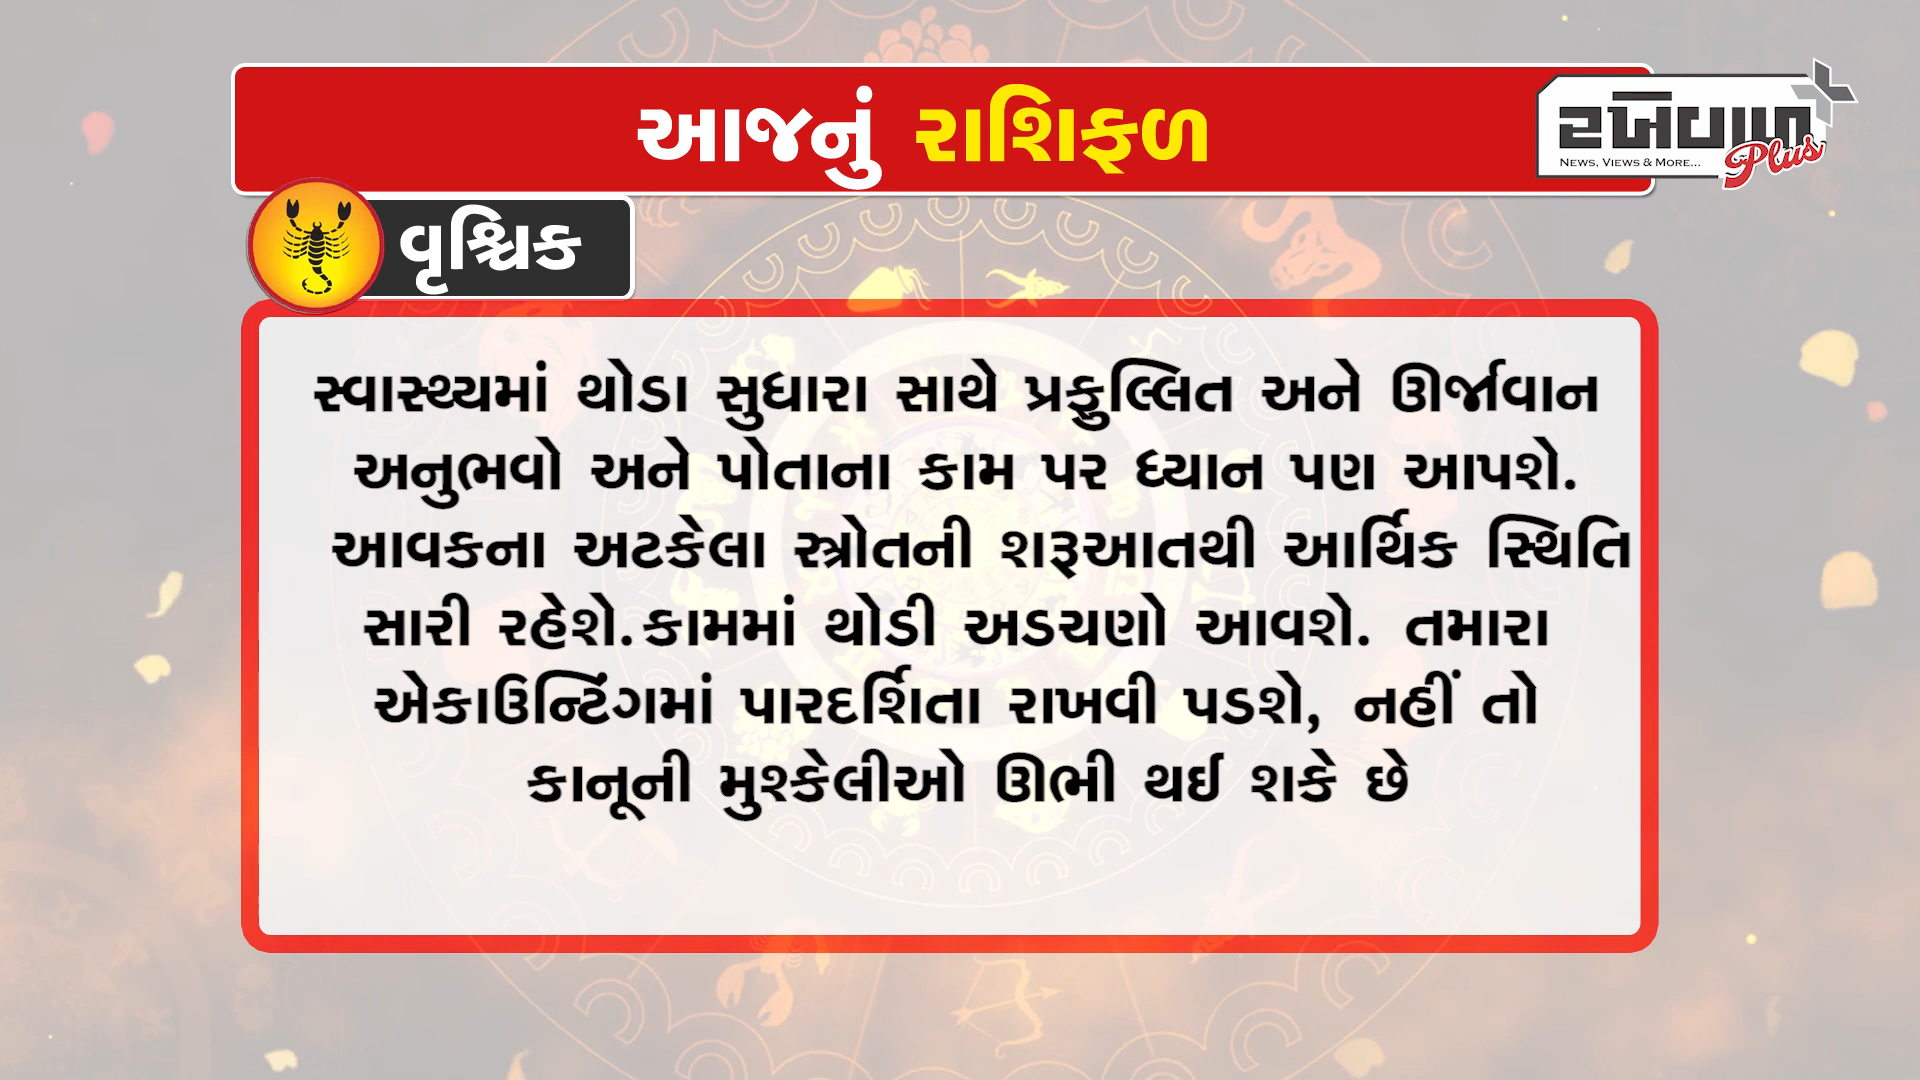 આજનું રાશિફળ
રખેવાળ
NEWS, VIEWS & MORE...
Plus
વૃશ્ચિક
સ્વાસ્થ્યમાં થોડા સુધારા સાથે પ્રફુલ્લિત અને ઊર્જાવાન
અનુભવો અને પોતાના કામ પર ધ્યાન પણ આપશે.
આવકના અટકેલા સ્ત્રોતની શરૂઆતથી આર્થિક સ્થિતિ
સારી રહેશે.કામમાં થોડી અડચણો આવશે. તમારા
એકાઉન્ટિંગમાં પારદર્શિતા રાખવી પડશે, નહીં તો
કાનૂની મુશ્કેલીઓ ઊભી થઈ શકે છે